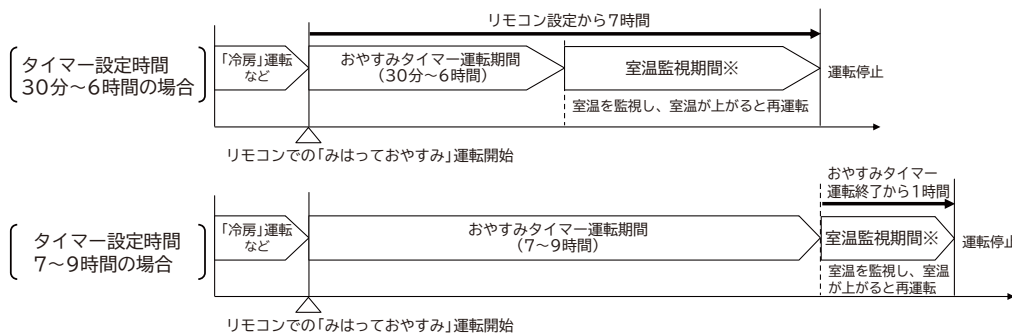 リモコン設定から7時間
タイマー設定時間
30分～6時間の場合
「冷房」運転
など
おやすみタイマー運転期間
（30分～6時間）
室温監視期間※
運転停止
室温を監視し、室温が上がると再運転
リモコンでの「みはっておやすみ」運転開始
おやすみタイマー
運転終了から1時間
タイマー設定時間
7～9時間の場合
「冷房」運転
など
おやすみタイマー運転期間
（7～9時間）
室温監視期間※
運転停止
室温を監視し、室温
が上がると再運転
リモコンでの「みはっておやすみ」運転開始